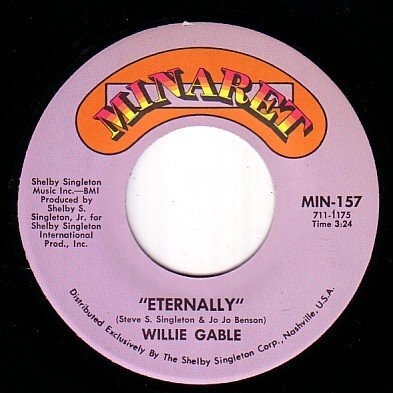 MINARET
Shelby Singleton
Music Inc.—BMI
Produced by
Shelby S.
Singleton, Jr. for
Shelby Singleton
International
Prod., Inc.
MIN-157
711-1175
Time 3:24
"ETERNALLY"
(Steve S. Singleton & Jo Jo Benson)
WILLIE GABLE
Distributed Exclusively By The Shelby Singleton Corp., Nashville, U.S.A.